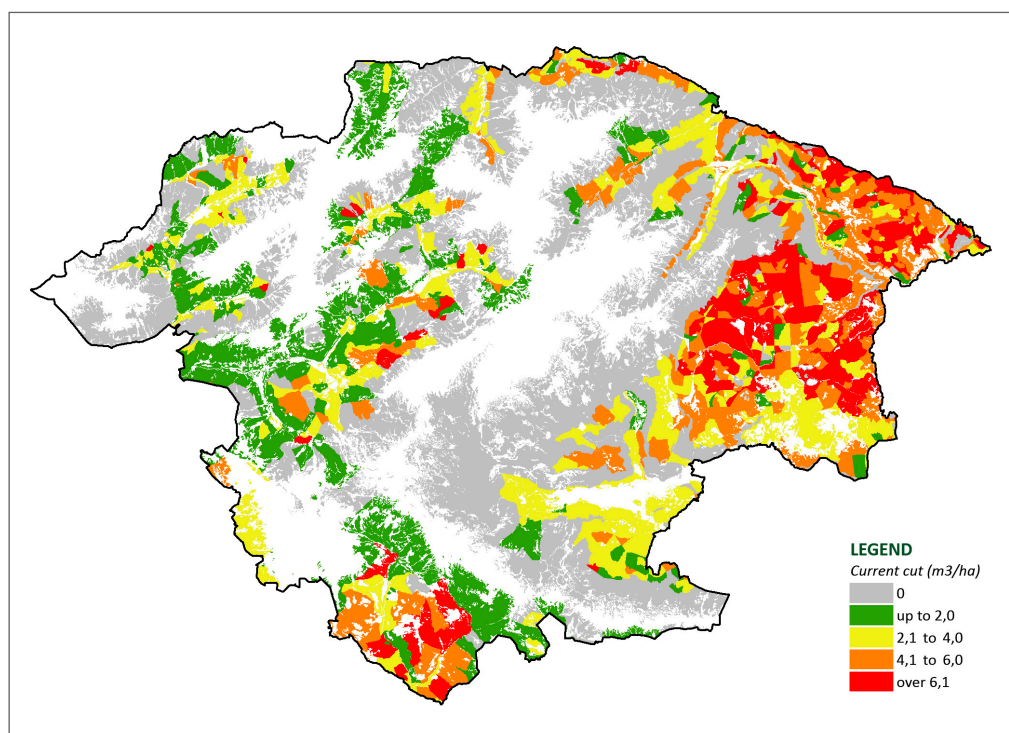 LEGEND
Current cut (m3/ha)
0
up to 2,0
2,1 to 4,0
4,1 to 6,0
over 6,1